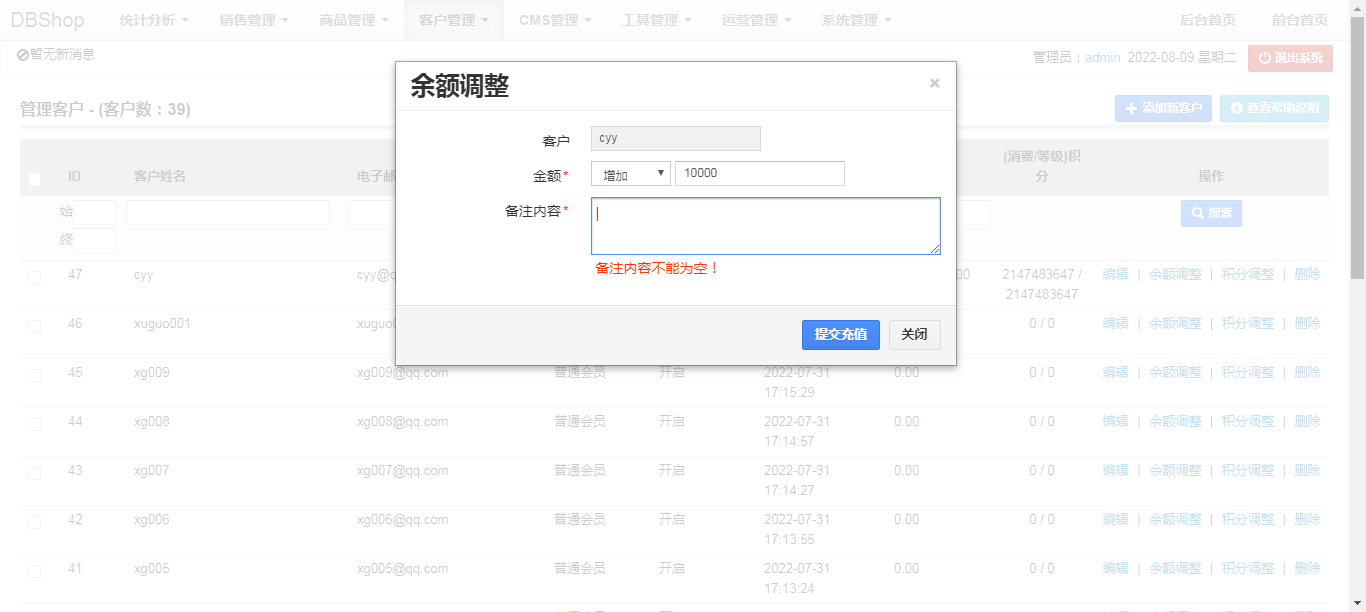 DBShop 统计分析 销售管理 商品管理 客户管理 CMS管理 工具管理 运营管理 系统管理 后台首页 前台首页
暂无新消息 管理员：admin 2022-08-09 星期二 退出系统
管理客户 - (客户数：39) 添加新客户 查看帮助说明
余额调整 ×
客户 cyy
金额* 增加 10000
备注内容*
备注内容不能为空！
提交充值 关闭
ID 客户姓名 电子邮 (消费/等级)积分 操作
始 搜索
终
47 cyy cyy@q 00 2147483647 / 2147483647 编辑 | 余额调整 | 积分调整 | 删除
46 xuguo001 xuguo 0 / 0 编辑 | 余额调整 | 积分调整 | 删除
45 xg009 xg009@qq.com 普通会员 开启 2022-07-31 17:15:29 0.00 0 / 0 编辑 | 余额调整 | 积分调整 | 删除
44 xg008 xg008@qq.com 普通会员 开启 2022-07-31 17:14:57 0.00 0 / 0 编辑 | 余额调整 | 积分调整 | 删除
43 xg007 xg007@qq.com 普通会员 开启 2022-07-31 17:14:27 0.00 0 / 0 编辑 | 余额调整 | 积分调整 | 删除
42 xg006 xg006@qq.com 普通会员 开启 2022-07-31 17:13:55 0.00 0 / 0 编辑 | 余额调整 | 积分调整 | 删除
41 xg005 xg005@qq.com 普通会员 开启 2022-07-31 17:13:24 0.00 0 / 0 编辑 | 余额调整 | 积分调整 | 删除